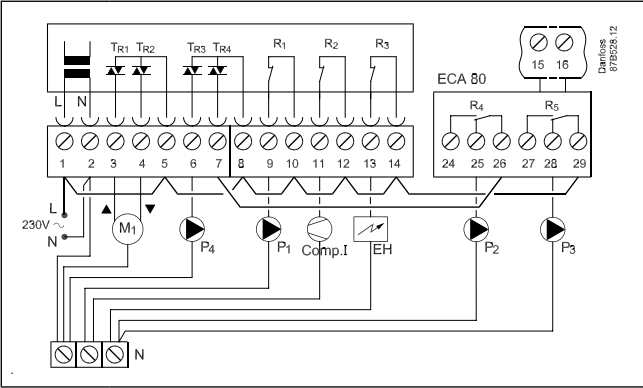 TR1 TR2 TR3 TR4 R1 R2 R3
15 16
Danfoss
87B528.12
ECA 80
L N
R4 R5
1 2 3 4 5 6 7 8 9 10 11 12 13 14
24 25 26 27 28 29
L
230V ~
N
▲ M1 ▼
P4 P1 Comp.I EH P2 P3
N